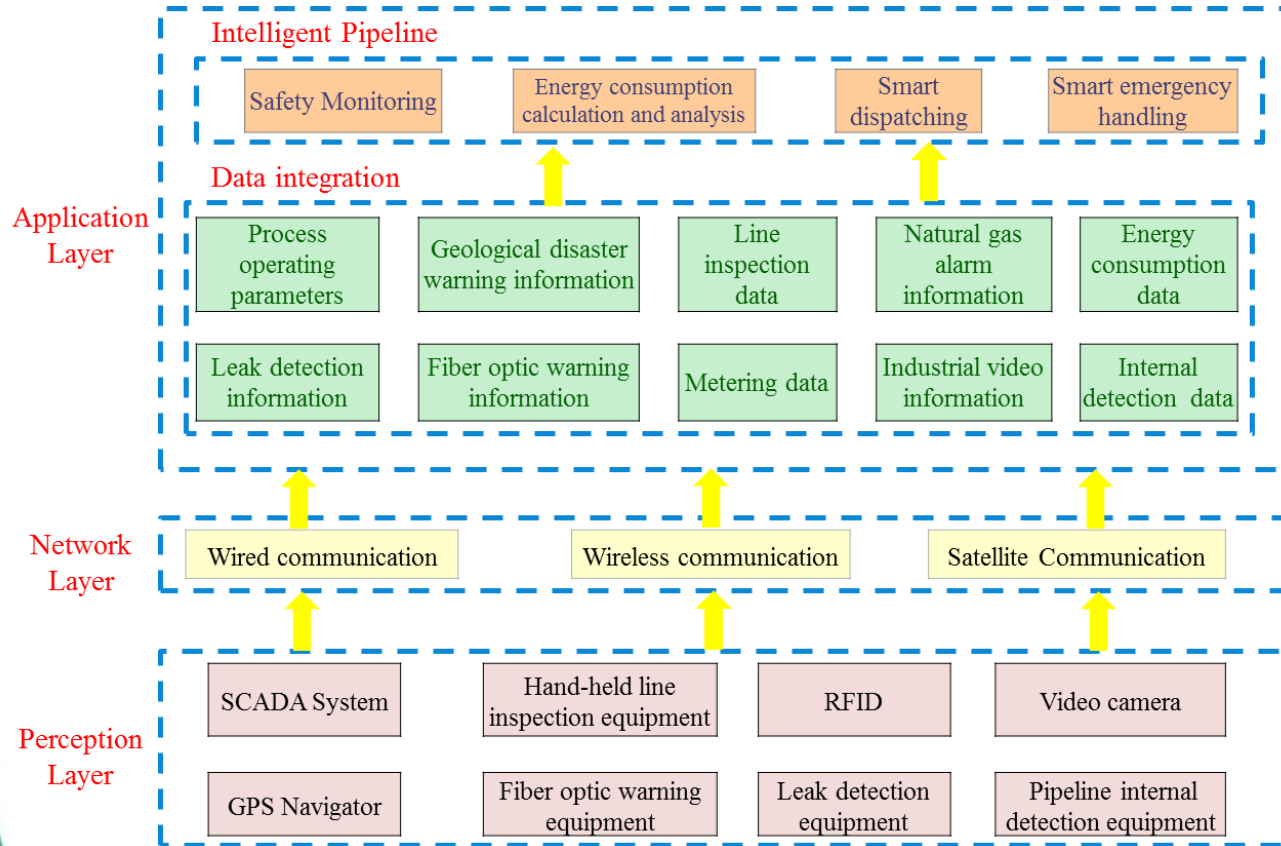 Intelligent Pipeline
Safety Monitoring
Energy consumption
calculation and analysis
Smart
dispatching
Smart emergency
handling
Data integration
Application
Layer
Process
operating
parameters
Geological disaster
warning information
Line
inspection
data
Natural gas
alarm
information
Energy
consumption
data
Leak detection
information
Fiber optic warning
information
Metering data
Industrial video
information
Internal
detection data
Network
Layer
Wired communication
Wireless communication
Satellite Communication
Perception
Layer
SCADA System
Hand-held line
inspection equipment
RFID
Video camera
GPS Navigator
Fiber optic warning
equipment
Leak detection
equipment
Pipeline internal
detection equipment